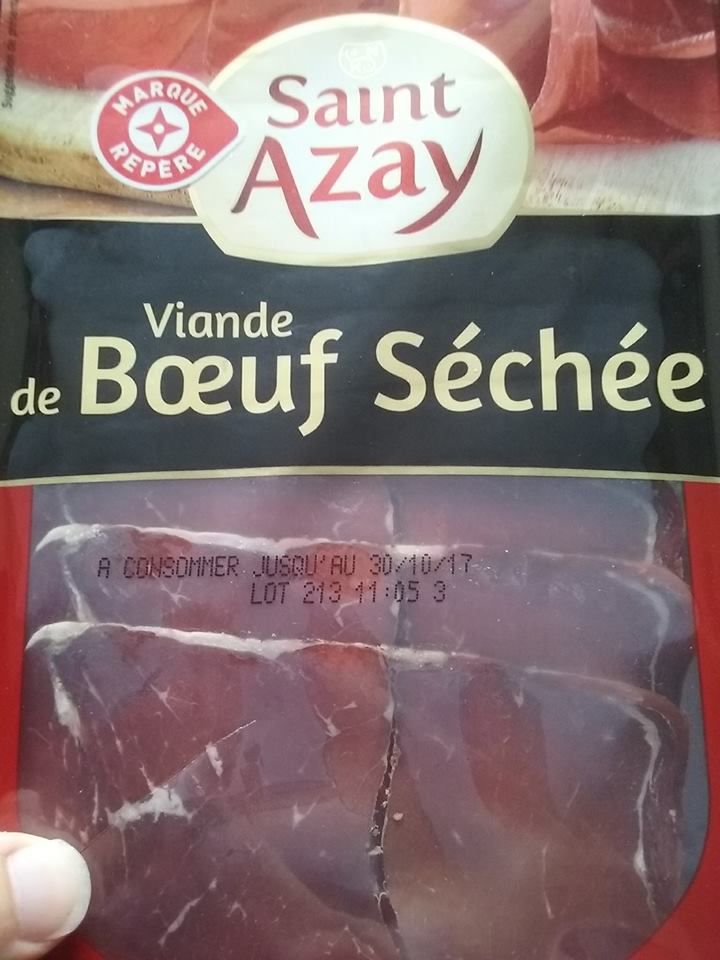 MARQUE
REPÈRE
Saint
Azay
Viande
de Bœuf Séchée
A CONSOMMER JUSQU'AU 30/10/17
LOT 213 11:05 3